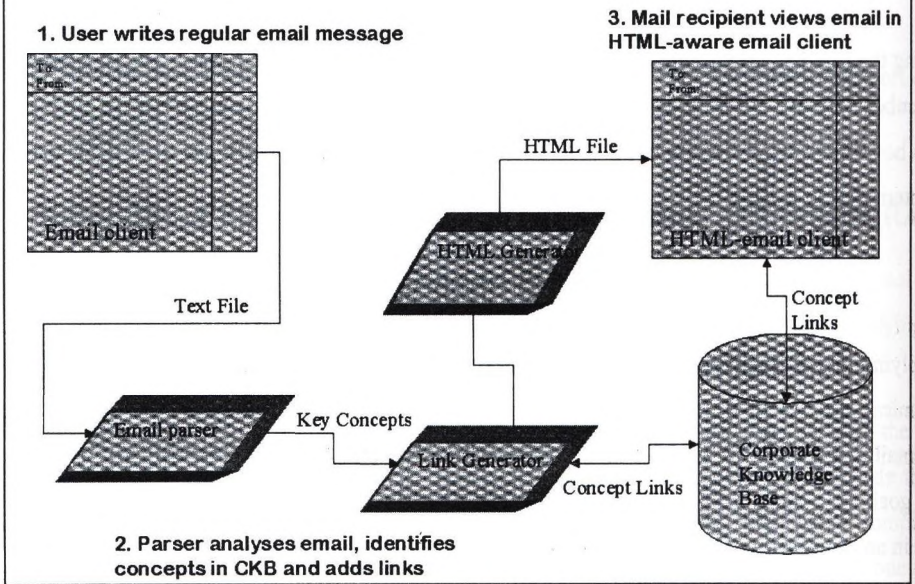 1. User writes regular email message
3. Mail recipient views email in
HTML-aware email client
To:
From:
Email client
To:
From:
HTML-email client
HTML File
HTML Generator
Text File
Concept
Links
Email parser
Key Concepts
Link Generator
Concept Links
Corporate
Knowledge
Base
2. Parser analyses email, identifies
concepts in CKB and adds links